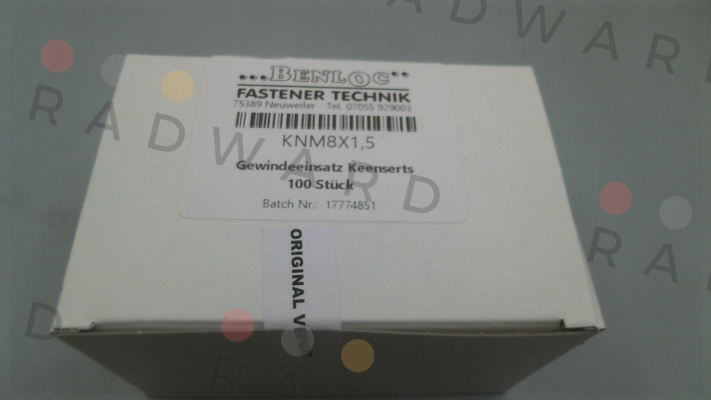 ...BENLOC...
FASTENER TECHNIK
75389 Neuweiler Tel. 07055 929003
KNM8X1,5
Gewindeeinsatz Keenserts
100 Stück
Batch Nr.: 17774851
ORIGINAL
RADWARD
RADWARD